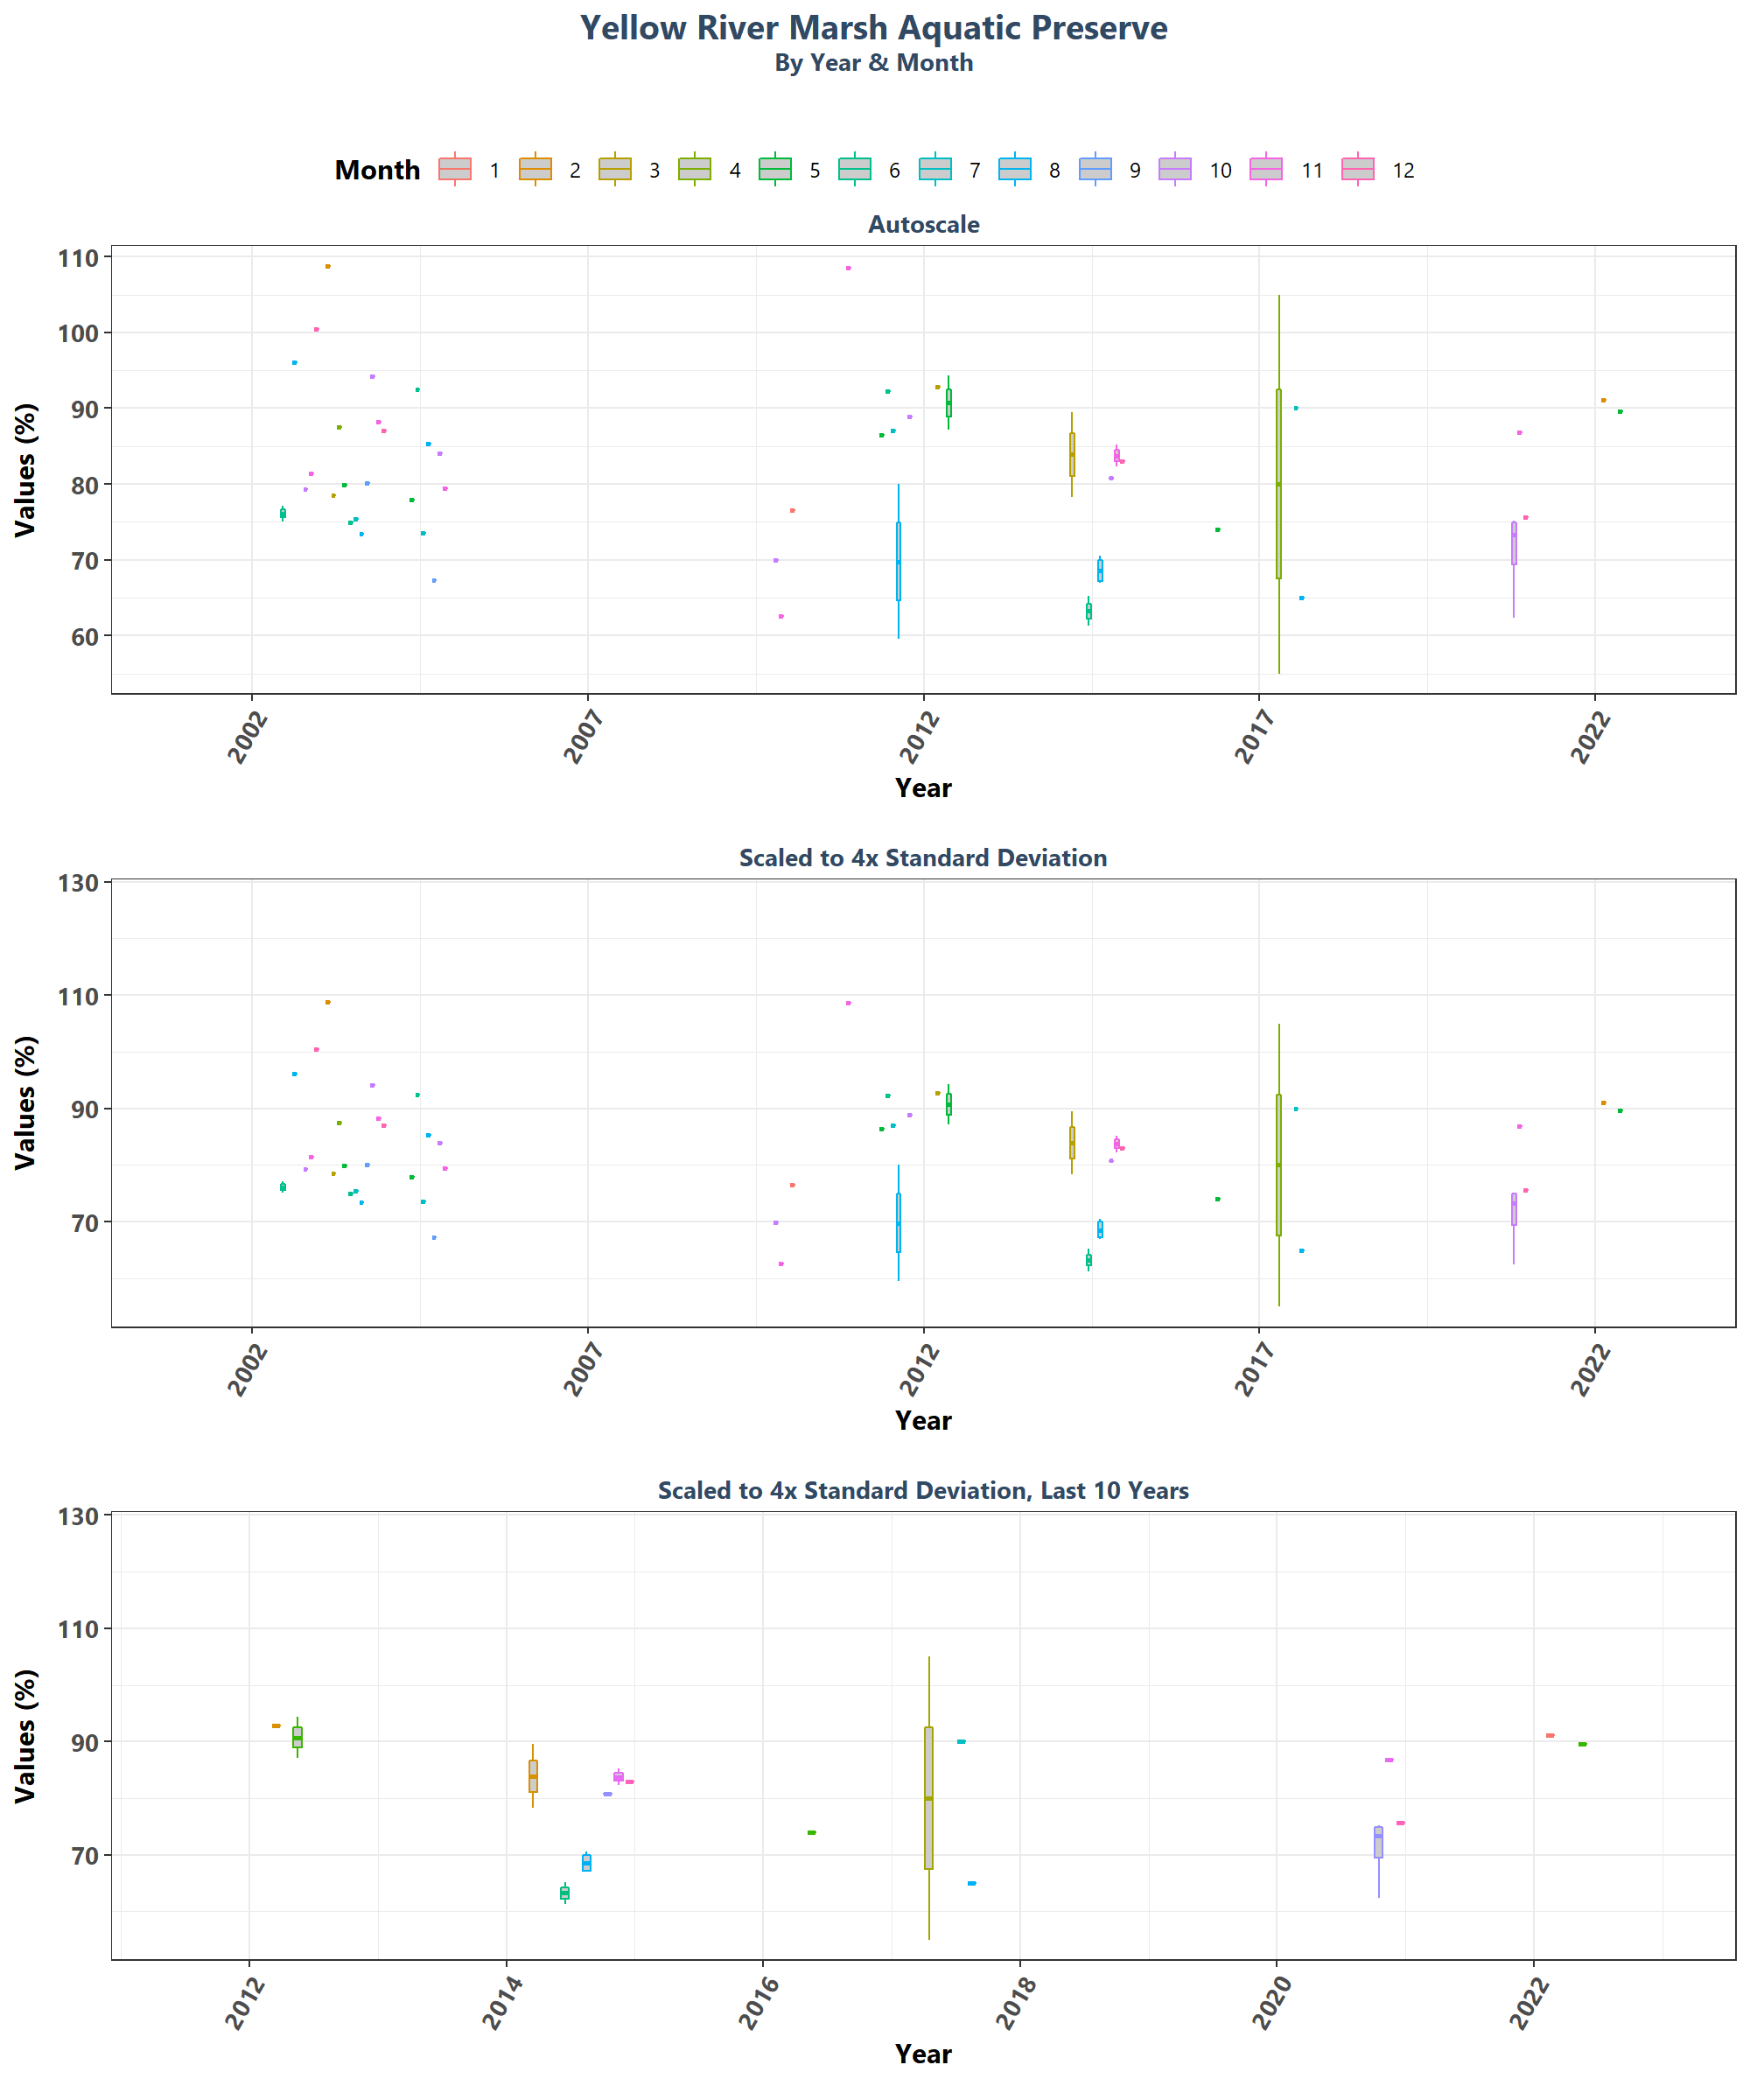 Yellow River Marsh Aquatic Preserve
By Year & Month
Month 1 2 3 4 5 6 7 8 9 10 11 12
Autoscale
110
100
90
80
70
60
Values (%)
2002 2007 2012 2017 2022
Year
Scaled to 4x Standard Deviation
130
110
90
70
Values (%)
2002 2007 2012 2017 2022
Year
Scaled to 4x Standard Deviation, Last 10 Years
130
110
90
70
Values (%)
2012 2014 2016 2018 2020 2022
Year